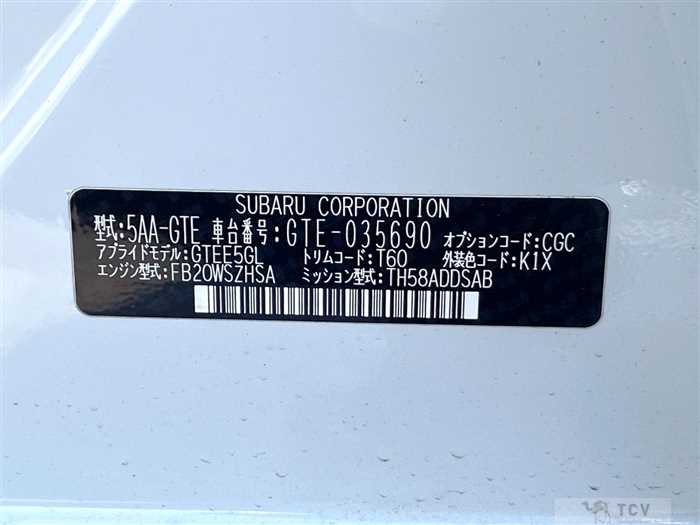 SUBARU CORPORATION
型式:5AA-GTE 車台番号:GTE-035690 オプションコード:CGC
アプライドモデル:GTEE5GL トリムコード:T60 外装色コード:K1X
エンジン型式:FB20WSZHSA ミッション型式:TH58ADDSAB
TCV